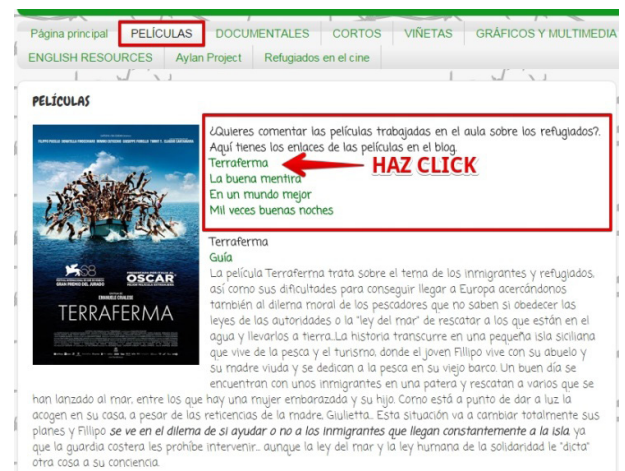 Página principal PELÍCULAS DOCUMENTALES CORTOS VIÑETAS GRÁFICOS Y MULTIMEDIA
ENGLISH RESOURCES Aylan Project Refugiados en el cine
PELÍCULAS
¿Quieres comentar las películas trabajadas en el aula sobre los refugiados?.
Aquí tienes los enlaces de las películas en el blog.
Terraferma
HAZ CLICK
La buena mentira
En un mundo mejor
Mil veces buenas noches
68
OSCAR
TERRAFERMA
Terraferma
Guía
La película Terraferma trata sobre el tema de los inmigrantes y refugiados,
así como sus dificultades para conseguir llegar a Europa acercándonos
también al dilema moral de los pescadores que no saben si obedecer las
leyes de las autoridades o la "ley del mar" de rescatar a los que están en el
agua y llevarlos a tierra..La historia transcurre en una pequeña isla siciliana
que vive de la pesca y el turismo, donde el joven Fillipo vive con su abuelo y
su madre viuda y se dedican a la pesca en su viejo barco. Un buen día se
encuentran con unos inmigrantes en una patera y rescatan a varios que se
han lanzado al mar, entre los que hay una mujer embarazada y su hijo. Como está a punto de dar a luz la
acogen en su casa, a pesar de las reticencias de la madre, Giulietta.. Esta situación va a cambiar totalmente sus
planes y Fillipo se ve en el dilema de si ayudar o no a los inmigrantes que llegan constantemente a la isla, ya
que la guardia costera les prohíbe intervenir... aunque la ley del mar y la ley humana de la solidaridad le "dicta"
otra cosa a su conciencia.